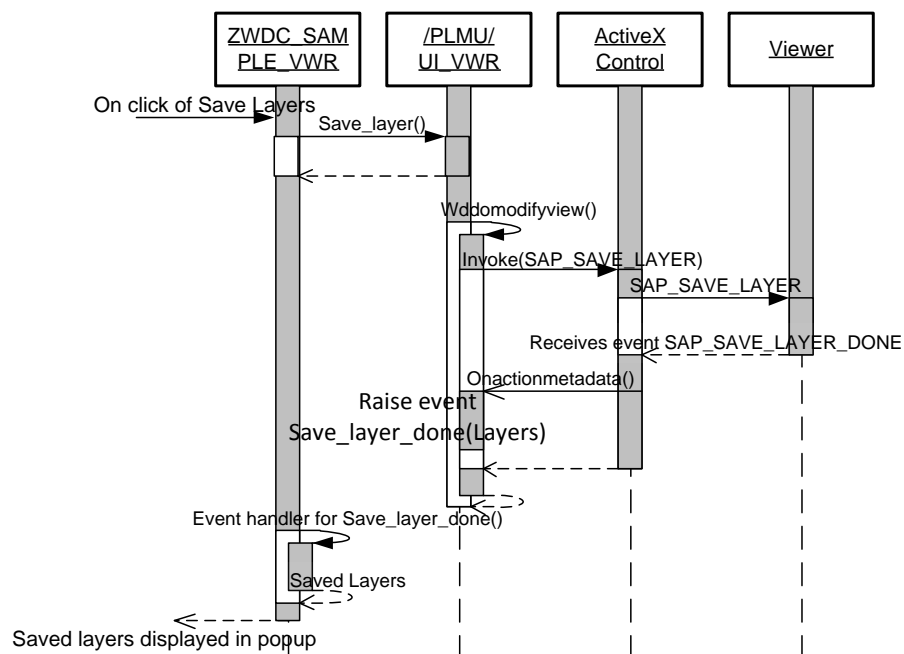 ZWDC_SAM
PLE_VWR
/PLMU/
UI_VWR
ActiveX
Control
Viewer
On click of Save Layers
Save_layer()
Wddomodifyview()
Invoke(SAP_SAVE_LAYER)
SAP_SAVE_LAYER
Receives event SAP_SAVE_LAYER_DONE
Onactionmetadata()
Raise event
Save_layer_done(Layers)
Event handler for Save_layer_done()
Saved Layers
Saved layers displayed in popup